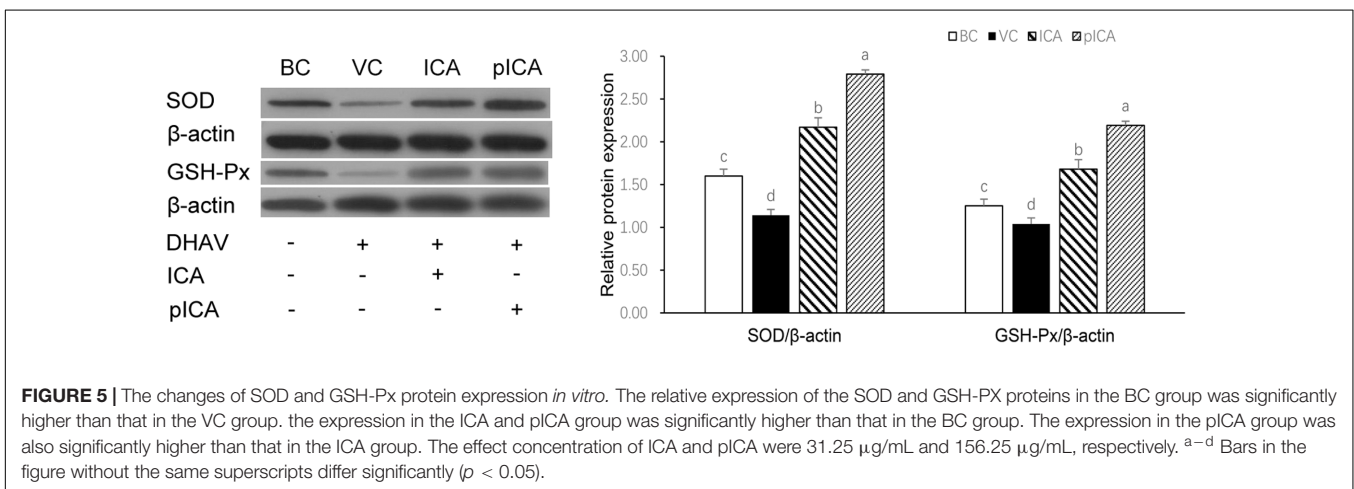 BC VC ICA pICA
SOD
β-actin
GSH-Px
β-actin
DHAV - + + +
ICA - - + -
pICA - - - +
BC VC ICA pICA
Relative protein expression
3.00
2.50
2.00
1.50
1.00
0.50
0.00
c d b a
c d b a
SOD/β-actin GSH-Px/β-actin
FIGURE 5 | The changes of SOD and GSH-Px protein expression in vitro. The relative expression of the SOD and GSH-PX proteins in the BC group was significantly
higher than that in the VC group. the expression in the ICA and pICA group was significantly higher than that in the BC group. The expression in the pICA group was
also significantly higher than that in the ICA group. The effect concentration of ICA and pICA were 31.25 μg/mL and 156.25 μg/mL, respectively. a–d Bars in the
figure without the same superscripts differ significantly (p < 0.05).